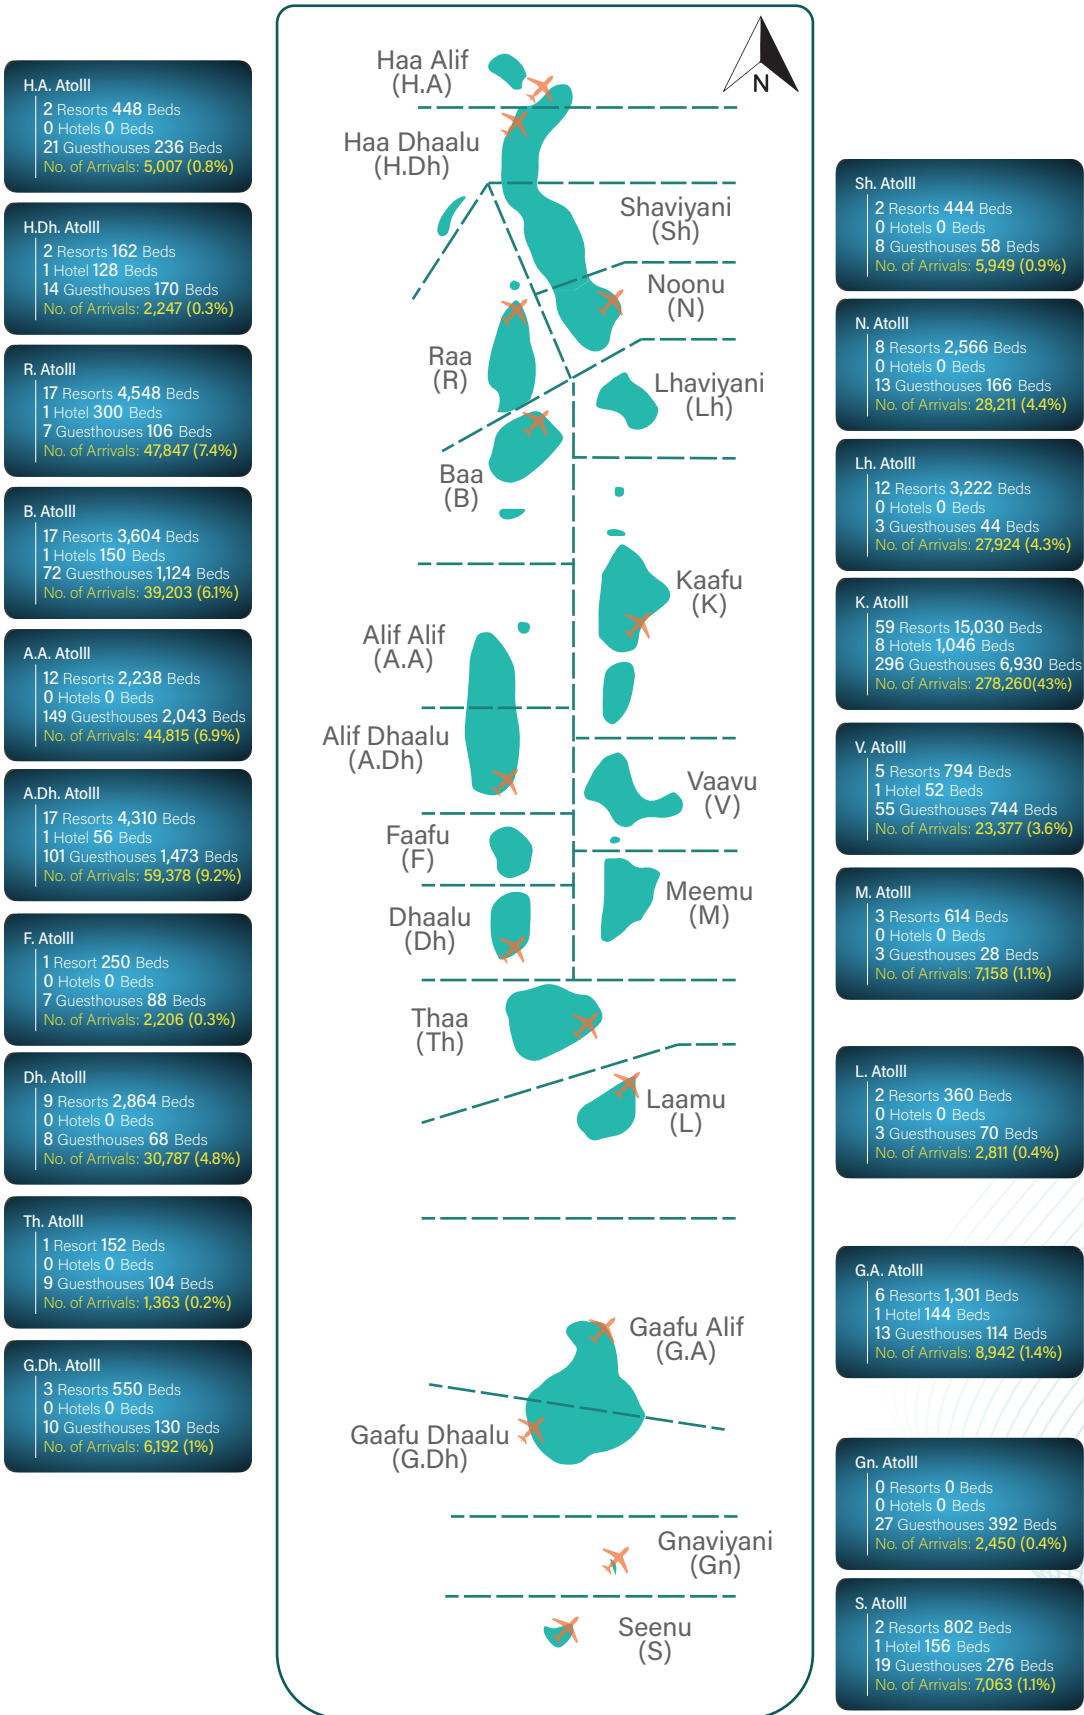 H.A. Atolll
2 Resorts 448 Beds
0 Hotels 0 Beds
21 Guesthouses 236 Beds
No. of Arrivals: 5,007 (0.8%)
H.Dh. Atolll
2 Resorts 162 Beds
1 Hotel 128 Beds
14 Guesthouses 170 Beds
No. of Arrivals: 2,247 (0.3%)
R. Atolll
17 Resorts 4,548 Beds
1 Hotel 300 Beds
7 Guesthouses 106 Beds
No. of Arrivals: 47,847 (7.4%)
B. Atolll
17 Resorts 3,604 Beds
1 Hotels 150 Beds
72 Guesthouses 1,124 Beds
No. of Arrivals: 39,203 (6.1%)
A.A. Atolll
12 Resorts 2,238 Beds
0 Hotels 0 Beds
149 Guesthouses 2,043 Beds
No. of Arrivals: 44,815 (6.9%)
A.Dh. Atolll
17 Resorts 4,310 Beds
1 Hotel 56 Beds
101 Guesthouses 1,473 Beds
No. of Arrivals: 59,378 (9.2%)
F. Atolll
1 Resort 250 Beds
0 Hotels 0 Beds
7 Guesthouses 88 Beds
No. of Arrivals: 2,206 (0.3%)
Dh. Atolll
9 Resorts 2,864 Beds
0 Hotels 0 Beds
8 Guesthouses 68 Beds
No. of Arrivals: 30,787 (4.8%)
Th. Atolll
1 Resort 152 Beds
0 Hotels 0 Beds
9 Guesthouses 104 Beds
No. of Arrivals: 1,363 (0.2%)
G.Dh. Atolll
3 Resorts 550 Beds
0 Hotels 0 Beds
10 Guesthouses 130 Beds
No. of Arrivals: 6,192 (1%)
N
Haa Alif
(H.A)
Haa Dhaalu
(H.Dh)
Shaviyani
(Sh)
Noonu
(N)
Raa
(R)
Lhaviyani
(Lh)
Baa
(B)
Kaafu
(K)
Alif Alif
(A.A)
Alif Dhaalu
(A.Dh)
Vaavu
(V)
Faafu
(F)
Meemu
(M)
Dhaalu
(Dh)
Thaa
(Th)
Laamu
(L)
Gaafu Alif
(G.A)
Gaafu Dhaalu
(G.Dh)
Gnaviyani
(Gn)
Seenu
(S)
Sh. Atolll
2 Resorts 444 Beds
0 Hotels 0 Beds
8 Guesthouses 58 Beds
No. of Arrivals: 5,949 (0.9%)
N. Atolll
8 Resorts 2,566 Beds
0 Hotels 0 Beds
13 Guesthouses 166 Beds
No. of Arrivals: 28,211 (4.4%)
Lh. Atolll
12 Resorts 3,222 Beds
0 Hotels 0 Beds
3 Guesthouses 44 Beds
No. of Arrivals: 27,924 (4.3%)
K. Atolll
59 Resorts 15,030 Beds
8 Hotels 1,046 Beds
296 Guesthouses 6,930 Beds
No. of Arrivals: 278,260(43%)
V. Atolll
5 Resorts 794 Beds
1 Hotel 52 Beds
55 Guesthouses 744 Beds
No. of Arrivals: 23,377 (3.6%)
M. Atolll
3 Resorts 614 Beds
0 Hotels 0 Beds
3 Guesthouses 28 Beds
No. of Arrivals: 7,158 (1.1%)
L. Atolll
2 Resorts 360 Beds
0 Hotels 0 Beds
3 Guesthouses 70 Beds
No. of Arrivals: 2,811 (0.4%)
G.A. Atolll
6 Resorts 1,301 Beds
1 Hotel 144 Beds
13 Guesthouses 114 Beds
No. of Arrivals: 8,942 (1.4%)
Gn. Atolll
0 Resorts 0 Beds
0 Hotels 0 Beds
27 Guesthouses 392 Beds
No. of Arrivals: 2,450 (0.4%)
S. Atolll
2 Resorts 802 Beds
1 Hotel 156 Beds
19 Guesthouses 276 Beds
No. of Arrivals: 7,063 (1.1%)